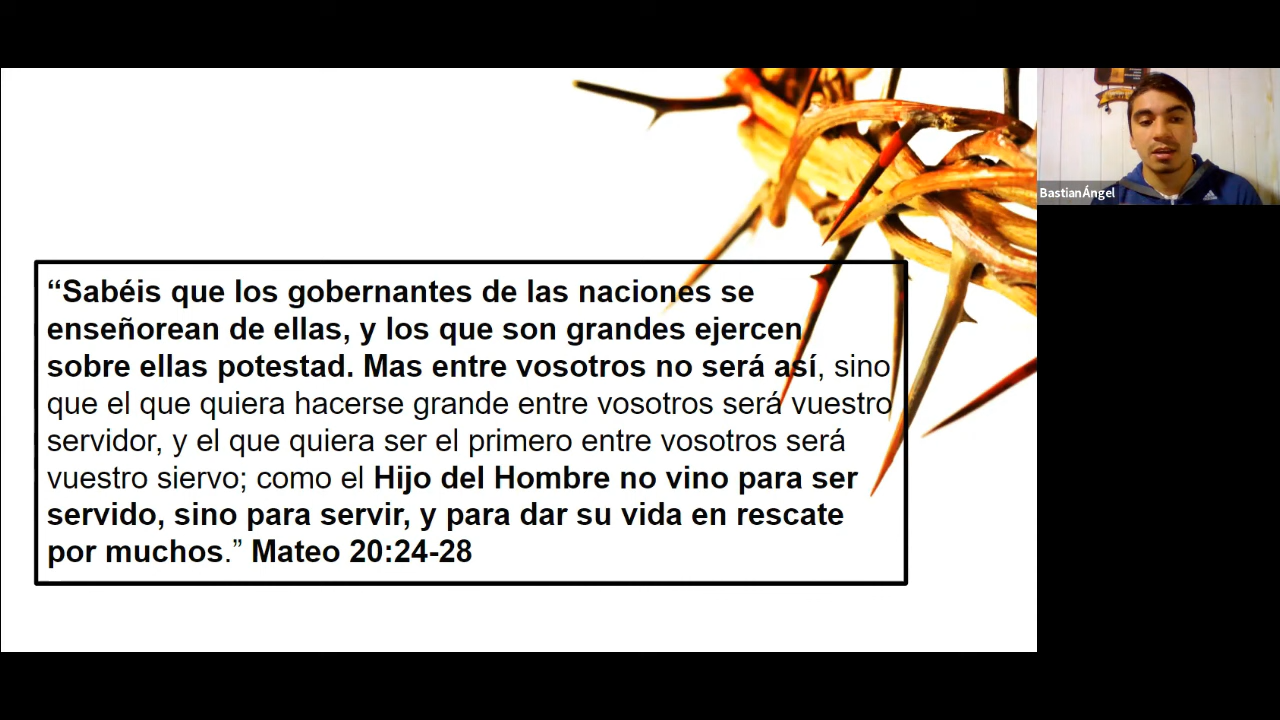 “Sabéis que los gobernantes de las naciones se
enseñorean de ellas, y los que son grandes ejercen
sobre ellas potestad. Mas entre vosotros no será así, sino
que el que quiera hacerse grande entre vosotros será vuestro
servidor, y el que quiera ser el primero entre vosotros será
vuestro siervo; como el Hijo del Hombre no vino para ser
servido, sino para servir, y para dar su vida en rescate
por muchos.” Mateo 20:24-28
BastianÁngel